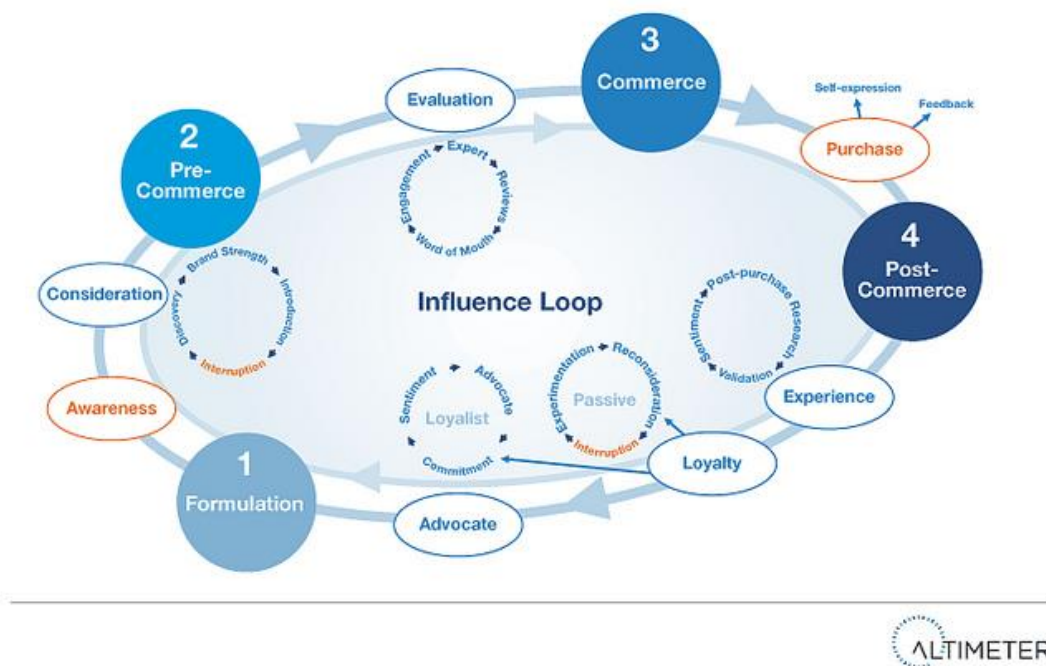 3
Commerce
Self-expression
Feedback
Evaluation
2
Pre-
Commerce
Purchase
Expert
Reviews
Word of Mouth
Engagement
4
Post-
Commerce
Consideration
Brand Strength
Introduction
Interruption
Discovery
Influence Loop
Post-purchase Research
Validation
Sentiment
Awareness
Sentiment
Advocate
Commitment
Loyalist
Experimentation
Reconsideration
Interruption
Passive
Experience
Loyalty
1
Formulation
Advocate
ALTIMETER